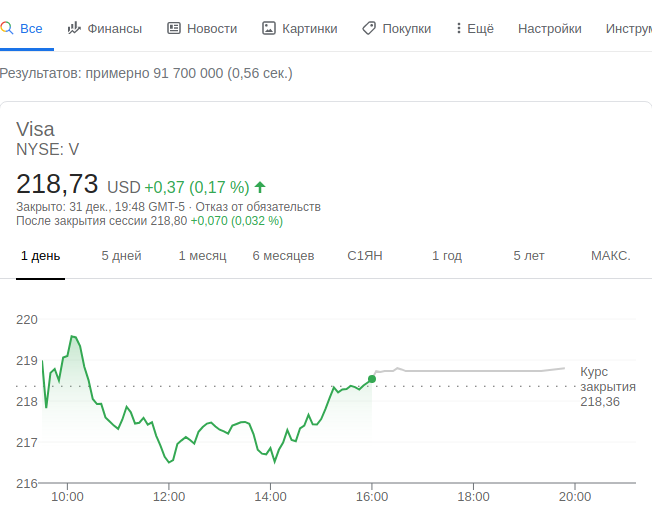 Все Финансы Новости Картинки Покупки Ещё Настройки
Результатов: примерно 91 700 000 (0,56 сек.)
Visa
NYSE: V
218,73 USD +0,37 (0,17 %)
Закрыто: 31 дек., 19:48 GMT-5 · Отказ от обязательств
После закрытия сессии 218,80 +0,070 (0,032 %)
1 день 5 дней 1 месяц 6 месяцев С1ЯН 1 год 5 лет МАКС.
220
219
218
217
216
Курс
закрытия
218,36
10:00 12:00 14:00 16:00 18:00 20:00